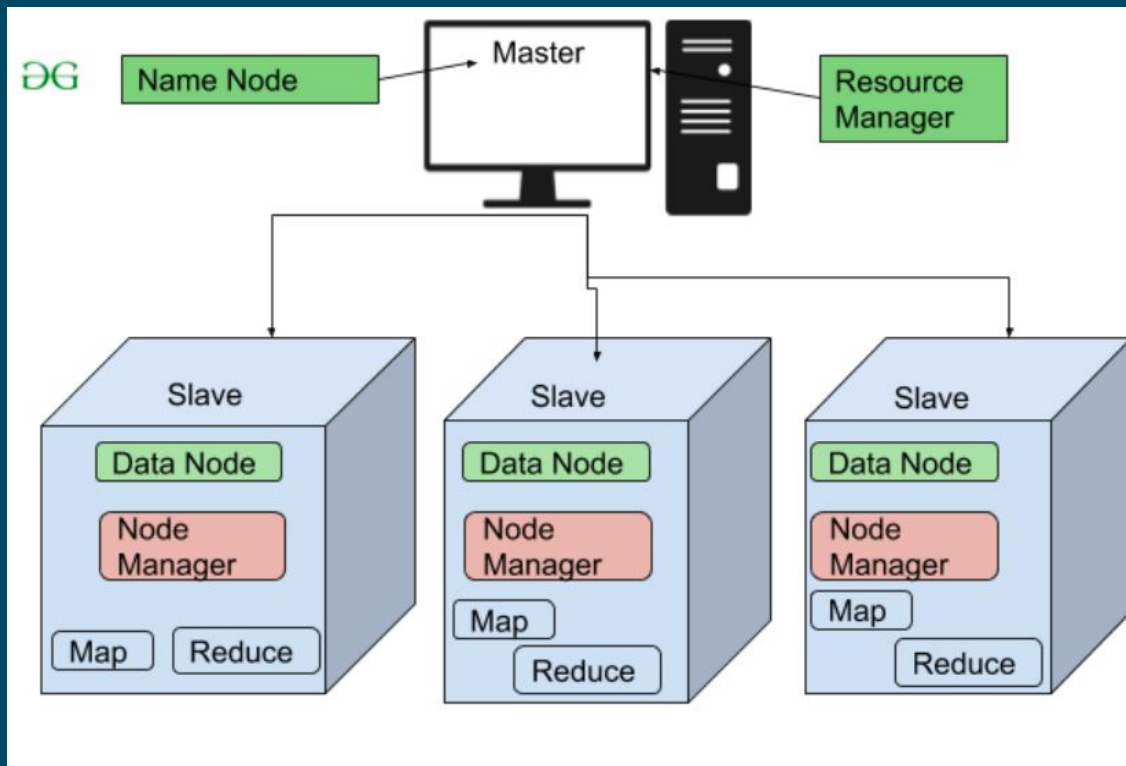 Master
Name Node
Resource
Manager
Slave
Slave
Slave
Data Node
Data Node
Data Node
Node
Manager
Node
Manager
Node
Manager
Map
Reduce
Map
Reduce
Map
Reduce